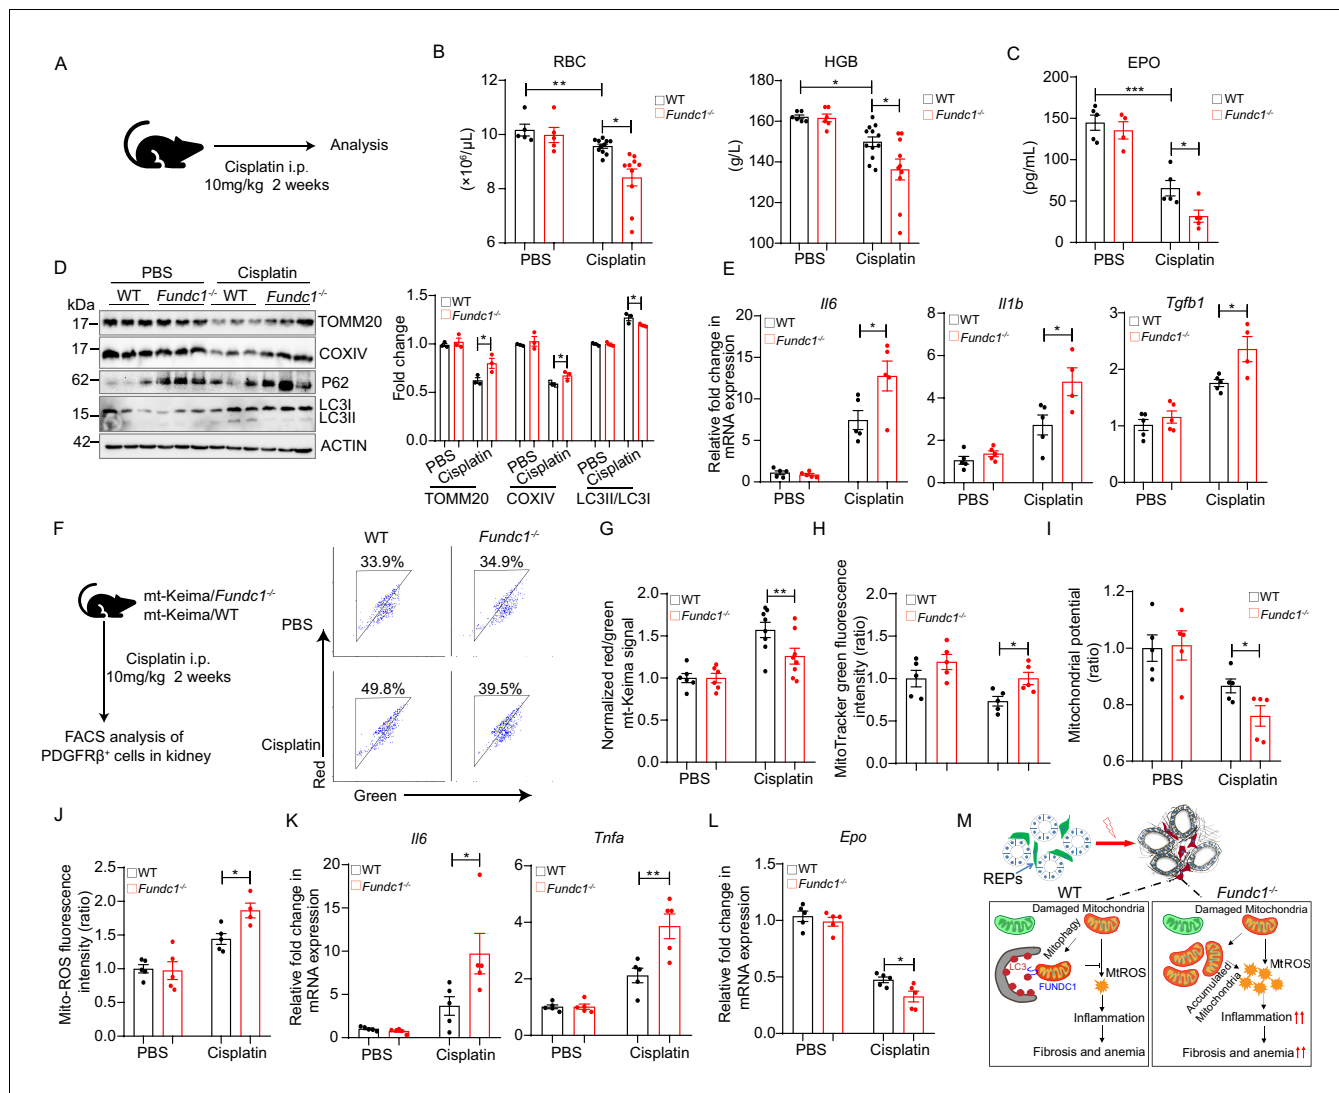 A
Cisplatin i.p.
10mg/kg 2 weeks
Analysis
B
RBC
12
10
8
6
(×10⁶/µL)
**
*
WT
Fundc1-/-
PBS
Cisplatin
HGB
180
160
140
120
100
(g/L)
*
*
WT
Fundc1-/-
PBS
Cisplatin
C
EPO
200
150
100
50
0
(pg/mL)
***
*
WT
Fundc1-/-
PBS
Cisplatin
D
PBS
Cisplatin
WT
Fundc1-/-
WT
Fundc1-/-
kDa
17
TOMM20
17
COXIV
62
P62
15
LC3I
LC3II
42
ACTIN
1.5
1.0
0.5
0.0
Fold change
WT
Fundc1-/-
*
*
*
PBS
Cisplatin
PBS
Cisplatin
PBS
Cisplatin
TOMM20
COXIV
LC3II/LC3I
E
Relative fold change in
mRNA expression
Il6
20
15
10
5
0
WT
Fundc1-/-
*
PBS
Cisplatin
Il1b
8
6
4
2
0
WT
Fundc1-/-
*
PBS
Cisplatin
Tgfb1
3
2
1
0
WT
Fundc1-/-
*
PBS
Cisplatin
F
mt-Keima/Fundc1-/-
mt-Keima/WT
Cisplatin i.p.
10mg/kg 2 weeks
FACS analysis of
PDGFRβ⁺ cells in kidney
WT
Fundc1-/-
33.9%
34.9%
PBS
49.8%
39.5%
Cisplatin
Red
Green
G
Normalized red/green
mt-Keima signal
2.0
1.5
1.0
0.5
0.0
WT
Fundc1-/-
**
PBS
Cisplatin
H
MitoTracker green fluorescence
intensity (ratio)
2.0
1.5
1.0
0.5
0.0
WT
Fundc1-/-
*
PBS
Cisplatin
I
Mitochondrial potential
(ratio)
1.2
1.0
0.8
0.6
WT
Fundc1-/-
*
PBS
Cisplatin
J
Mito-ROS fluorescence
intensity (ratio)
2.5
2.0
1.5
1.0
0.5
0.0
WT
Fundc1-/-
*
PBS
Cisplatin
K
Relative fold change in
mRNA expression
Il6
20
15
10
5
0
WT
Fundc1-/-
*
PBS
Cisplatin
Tnfa
6
4
2
0
WT
Fundc1-/-
**
PBS
Cisplatin
L
Relative fold change in
mRNA expression
Epo
1.5
1.0
0.5
0.0
WT
Fundc1-/-
*
PBS
Cisplatin
M
REPs
WT
Fundc1-/-
Damaged Mitochondria
Mitophagy
LC3
FUNDC1
MtROS
Inflammation
Fibrosis and anemia
Damaged Mitochondria
MtROS
Accumulated
Mitochondria
Inflammation ↑↑
Fibrosis and anemia ↑↑